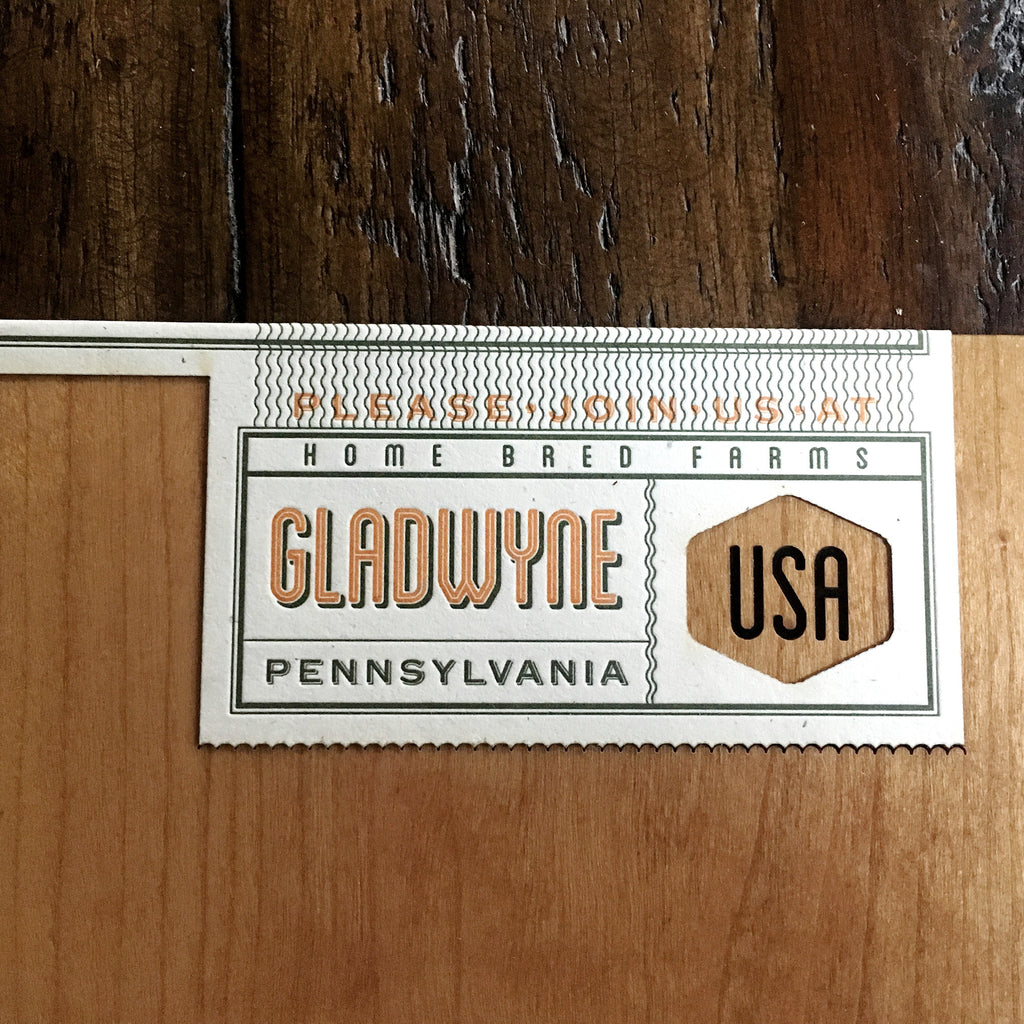 PLEASE·JOIN·US·AT
HOME BRED FARMS
GLADWYNE
PENNSYLVANIA
USA